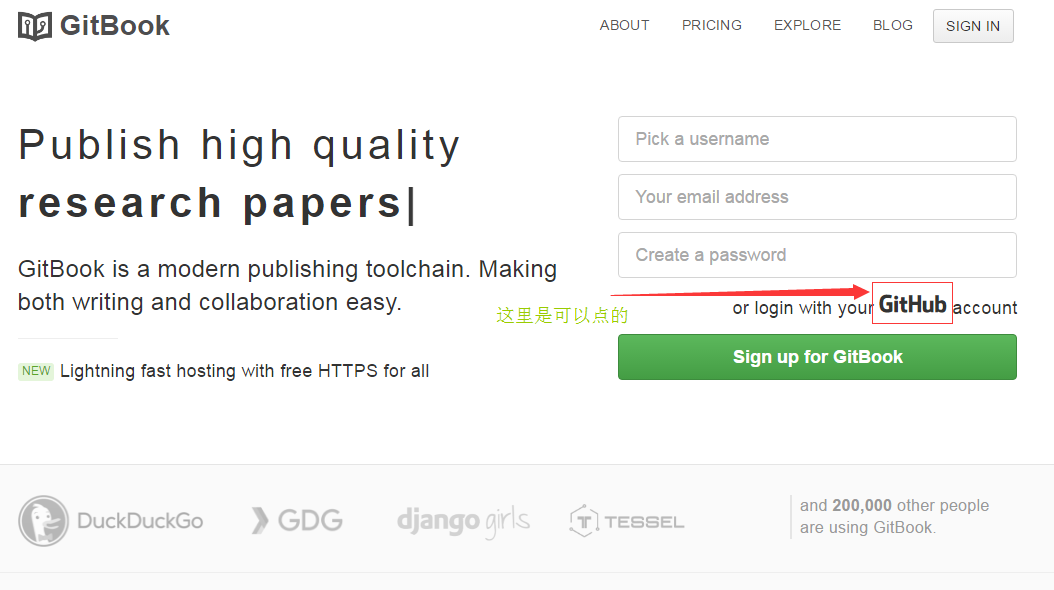 GitBook
ABOUT PRICING EXPLORE BLOG SIGN IN
Publish high quality
research papers|
GitBook is a modern publishing toolchain. Making
both writing and collaboration easy.
NEW Lightning fast hosting with free HTTPS for all
Pick a username
Your email address
Create a password
这里是可以点的
or login with your GitHub account
Sign up for GitBook
DuckDuckGo
GDG
django girls
TESSEL
and 200,000 other people
are using GitBook.